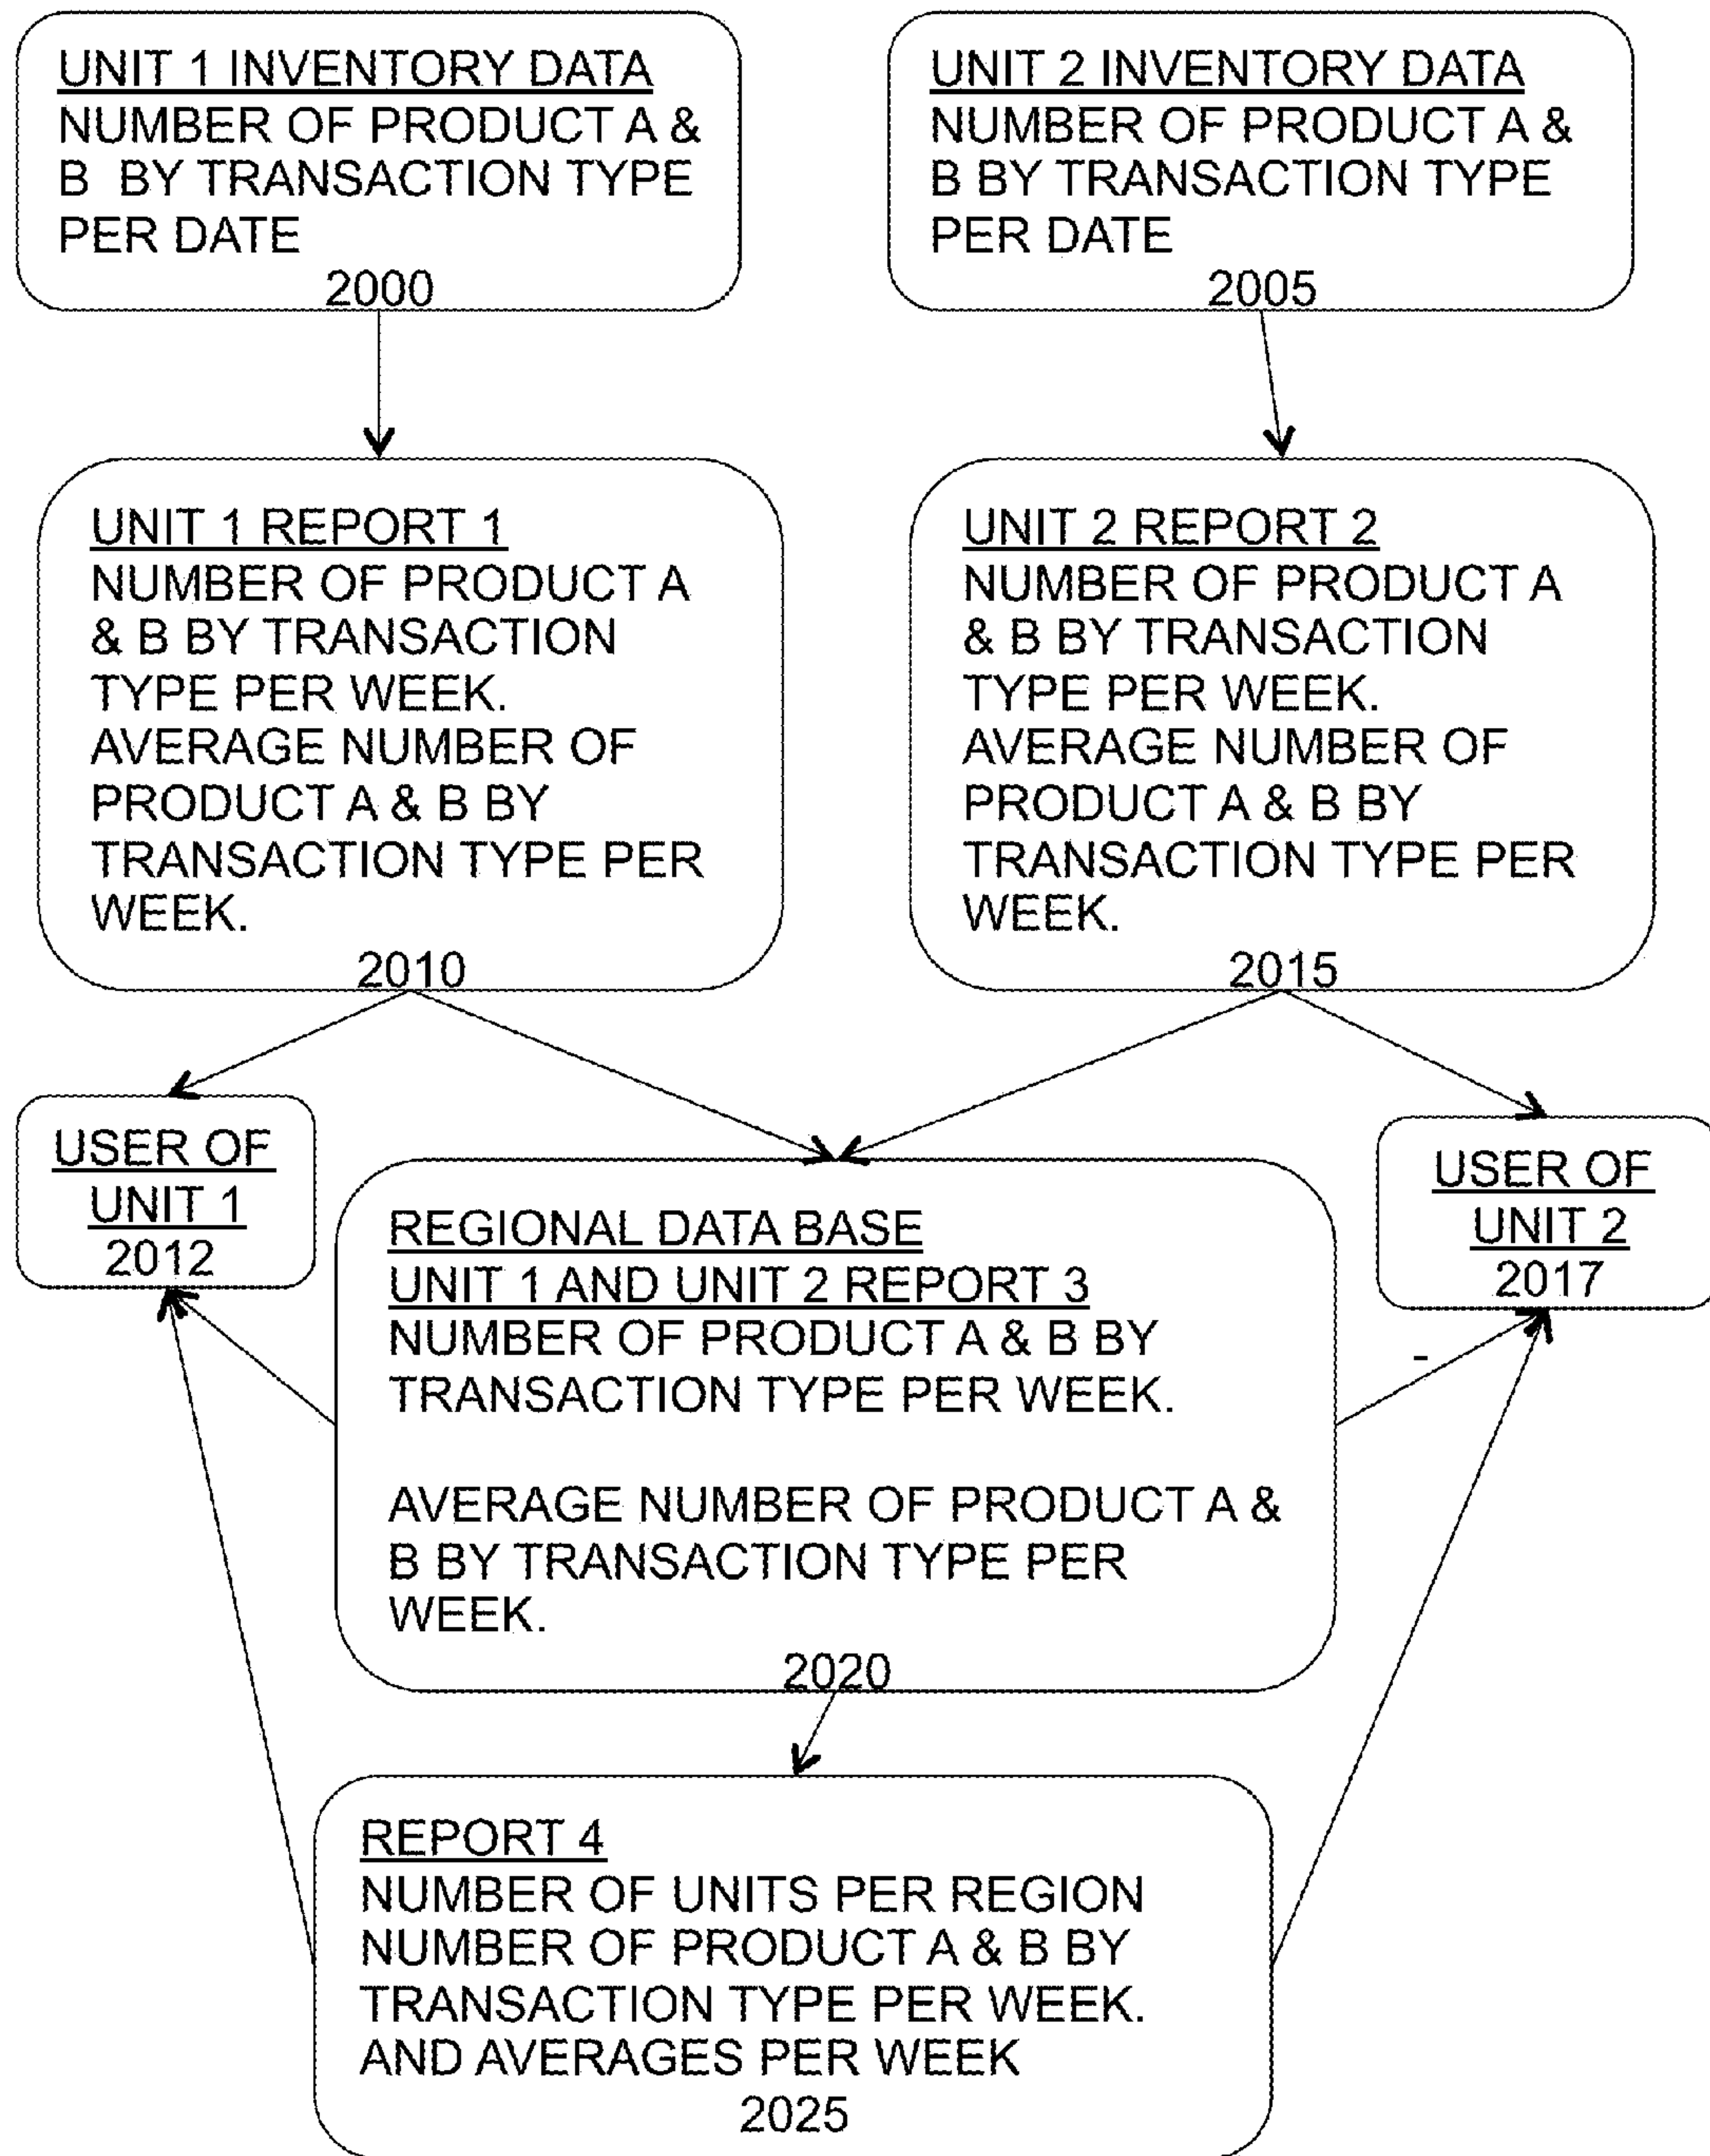 UNIT 1 INVENTORY DATA
NUMBER OF PRODUCT A &
B BY TRANSACTION TYPE
PER DATE
2000
UNIT 2 INVENTORY DATA
NUMBER OF PRODUCT A &
B BY TRANSACTION TYPE
PER DATE
2005
UNIT 1 REPORT 1
NUMBER OF PRODUCT A
& B BY TRANSACTION
TYPE PER WEEK.
AVERAGE NUMBER OF
PRODUCT A & B BY
TRANSACTION TYPE PER
WEEK.
2010
UNIT 2 REPORT 2
NUMBER OF PRODUCT A
& B BY TRANSACTION
TYPE PER WEEK.
AVERAGE NUMBER OF
PRODUCT A & B BY
TRANSACTION TYPE PER
WEEK.
2015
USER OF
UNIT 1
2012
REGIONAL DATA BASE
UNIT 1 AND UNIT 2 REPORT 3
NUMBER OF PRODUCT A & B BY
TRANSACTION TYPE PER WEEK.
AVERAGE NUMBER OF PRODUCT A &
B BY TRANSACTION TYPE PER
WEEK.
2020
USER OF
UNIT 2
2017
-
REPORT 4
NUMBER OF UNITS PER REGION
NUMBER OF PRODUCT A & B BY
TRANSACTION TYPE PER WEEK.
AND AVERAGES PER WEEK
2025